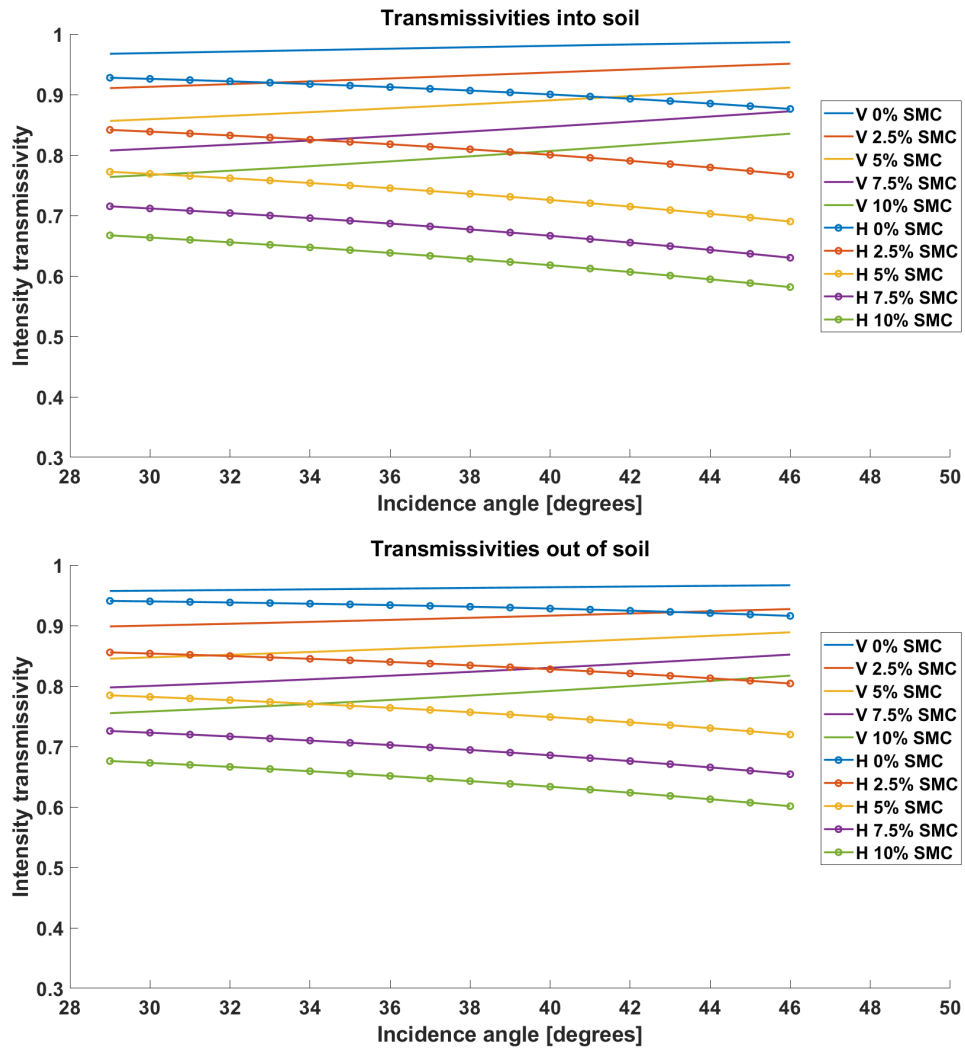 Transmissivities into soil
1
0.9
0.8
0.7
0.6
0.5
0.4
0.3
Intensity transmissivity
28 30 32 34 36 38 40 42 44 46 48 50
Incidence angle [degrees]
V 0% SMC
V 2.5% SMC
V 5% SMC
V 7.5% SMC
V 10% SMC
H 0% SMC
H 2.5% SMC
H 5% SMC
H 7.5% SMC
H 10% SMC
Transmissivities out of soil
1
0.9
0.8
0.7
0.6
0.5
0.4
0.3
Intensity transmissivity
28 30 32 34 36 38 40 42 44 46 48 50
Incidence angle [degrees]
V 0% SMC
V 2.5% SMC
V 5% SMC
V 7.5% SMC
V 10% SMC
H 0% SMC
H 2.5% SMC
H 5% SMC
H 7.5% SMC
H 10% SMC